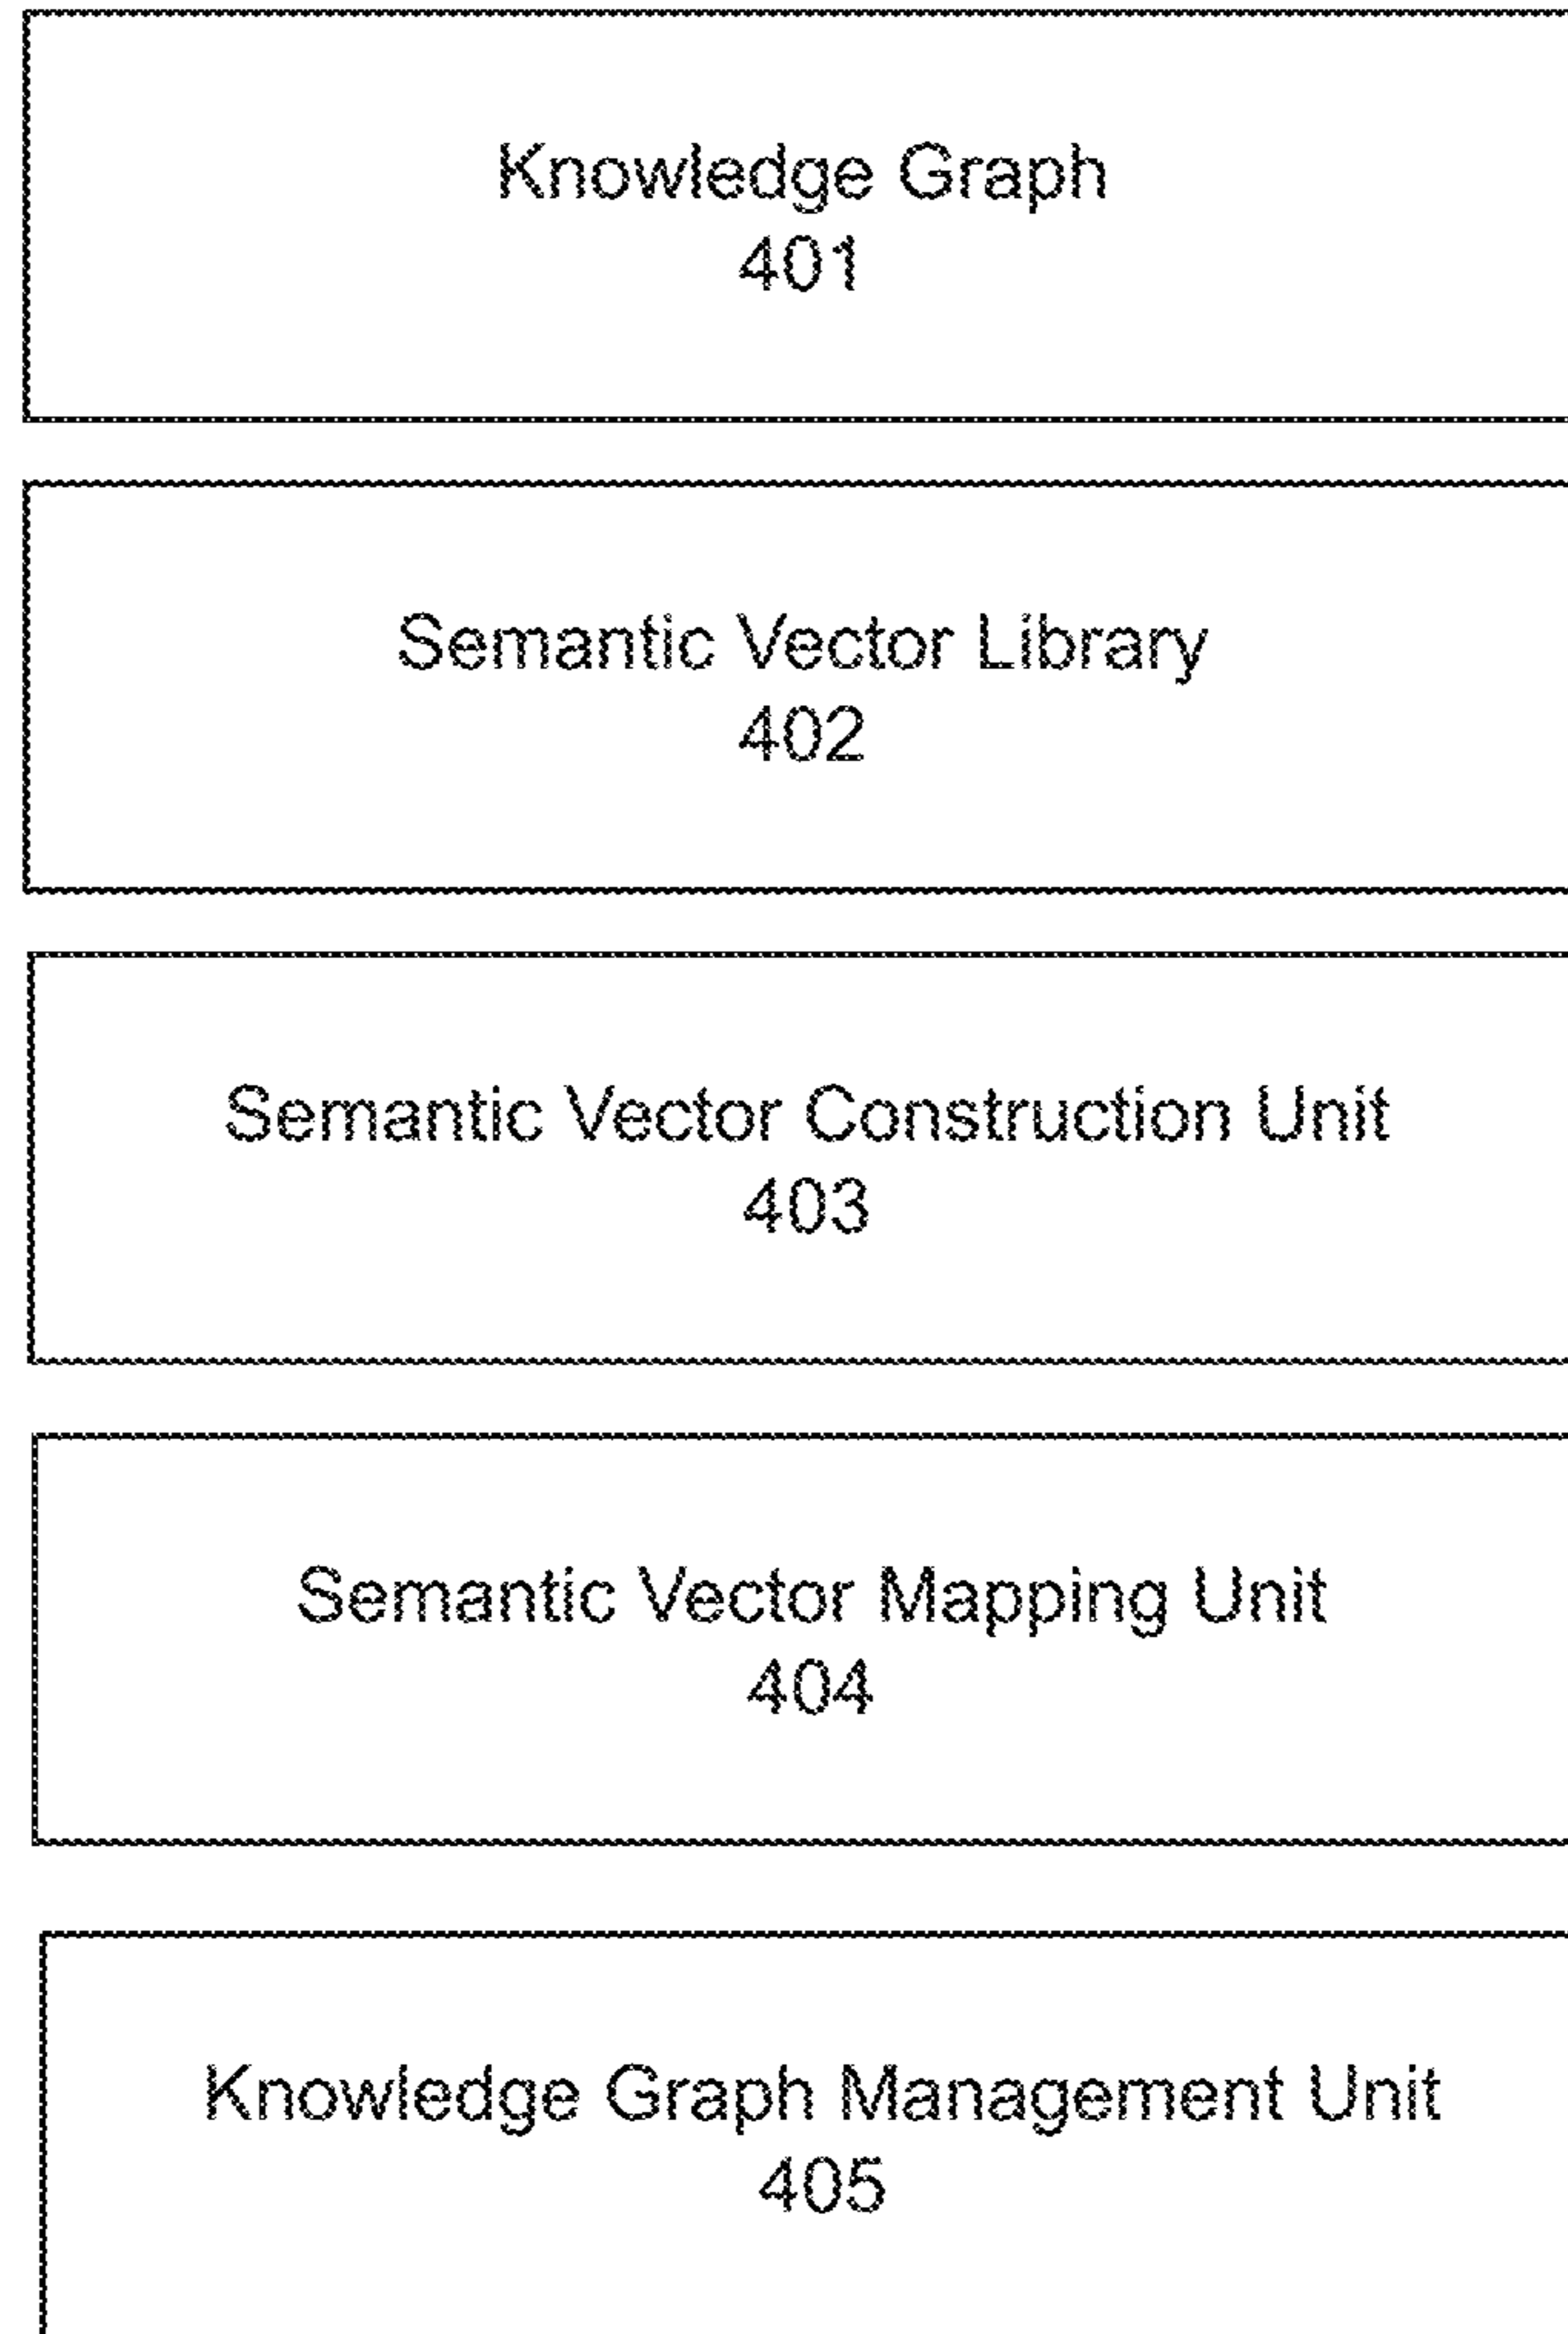 Knowledge Graph
401
Semantic Vector Library
402
Semantic Vector Construction Unit
403
Semantic Vector Mapping Unit
404
Knowledge Graph Management Unit
405